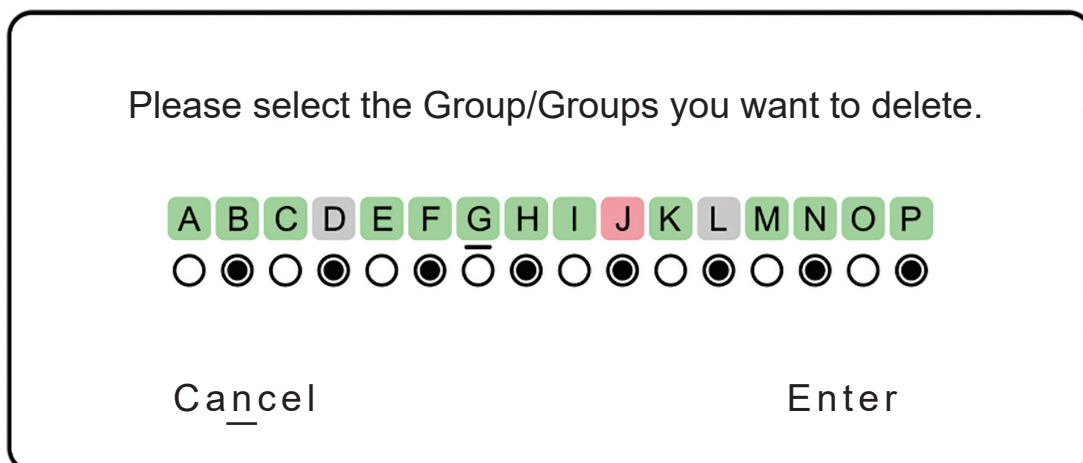 Please select the Group/Groups you want to delete.
A B C D E F G H I J K L M N O P
Cancel Enter